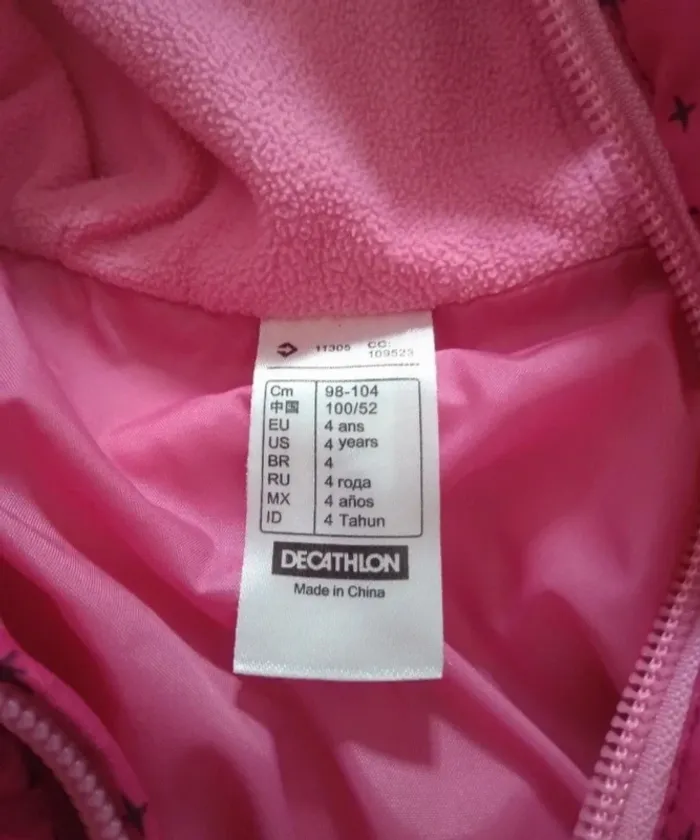 11305 CC:
109523
Cm 98-104
中国 100/52
EU 4 ans
US 4 years
BR 4
RU 4 года
MX 4 años
ID 4 Tahun
DECATHLON
Made in China